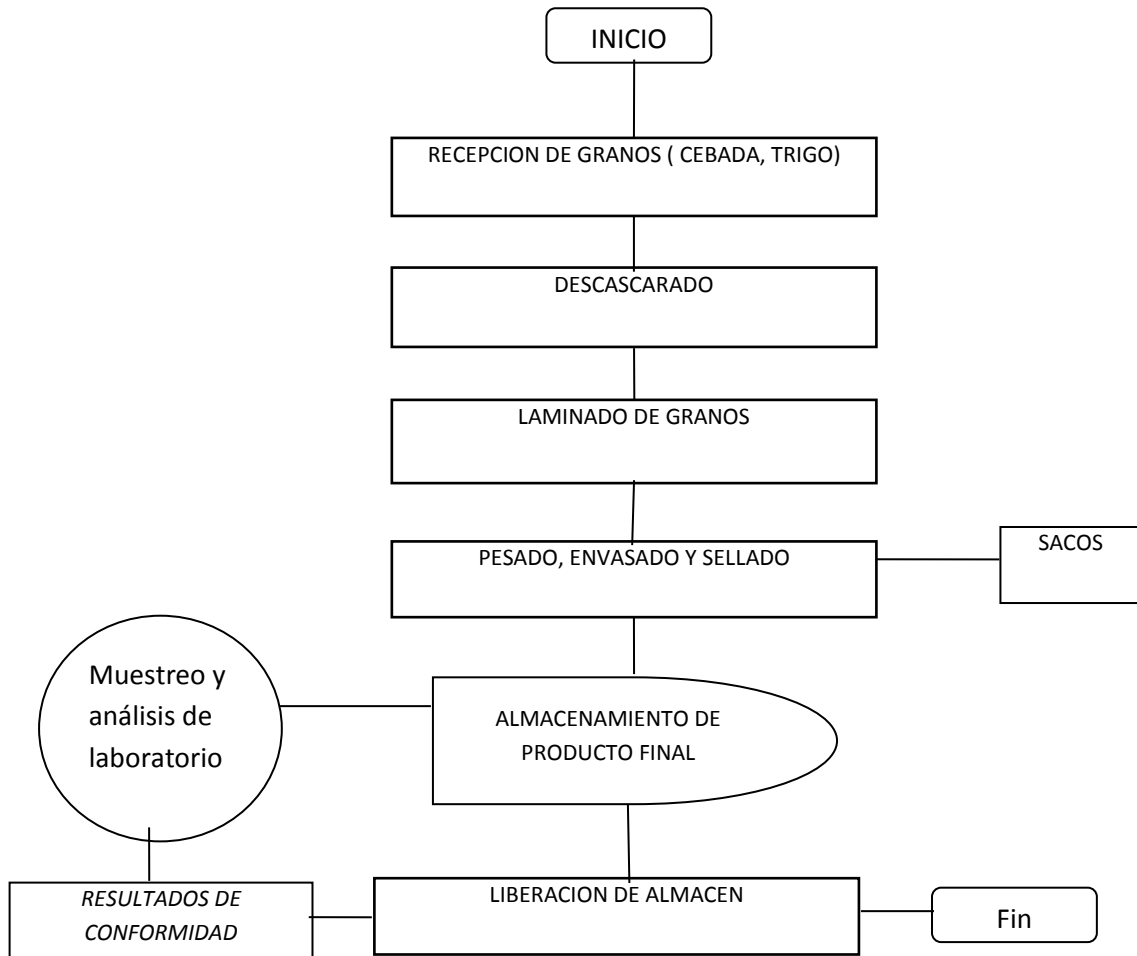 INICIO
RECEPCION DE GRANOS ( CEBADA, TRIGO)
DESCASCARADO
LAMINADO DE GRANOS
PESADO, ENVASADO Y SELLADO
SACOS
Muestreo y
análisis de
laboratorio
ALMACENAMIENTO DE
PRODUCTO FINAL
RESULTADOS DE
CONFORMIDAD
LIBERACION DE ALMACEN
Fin